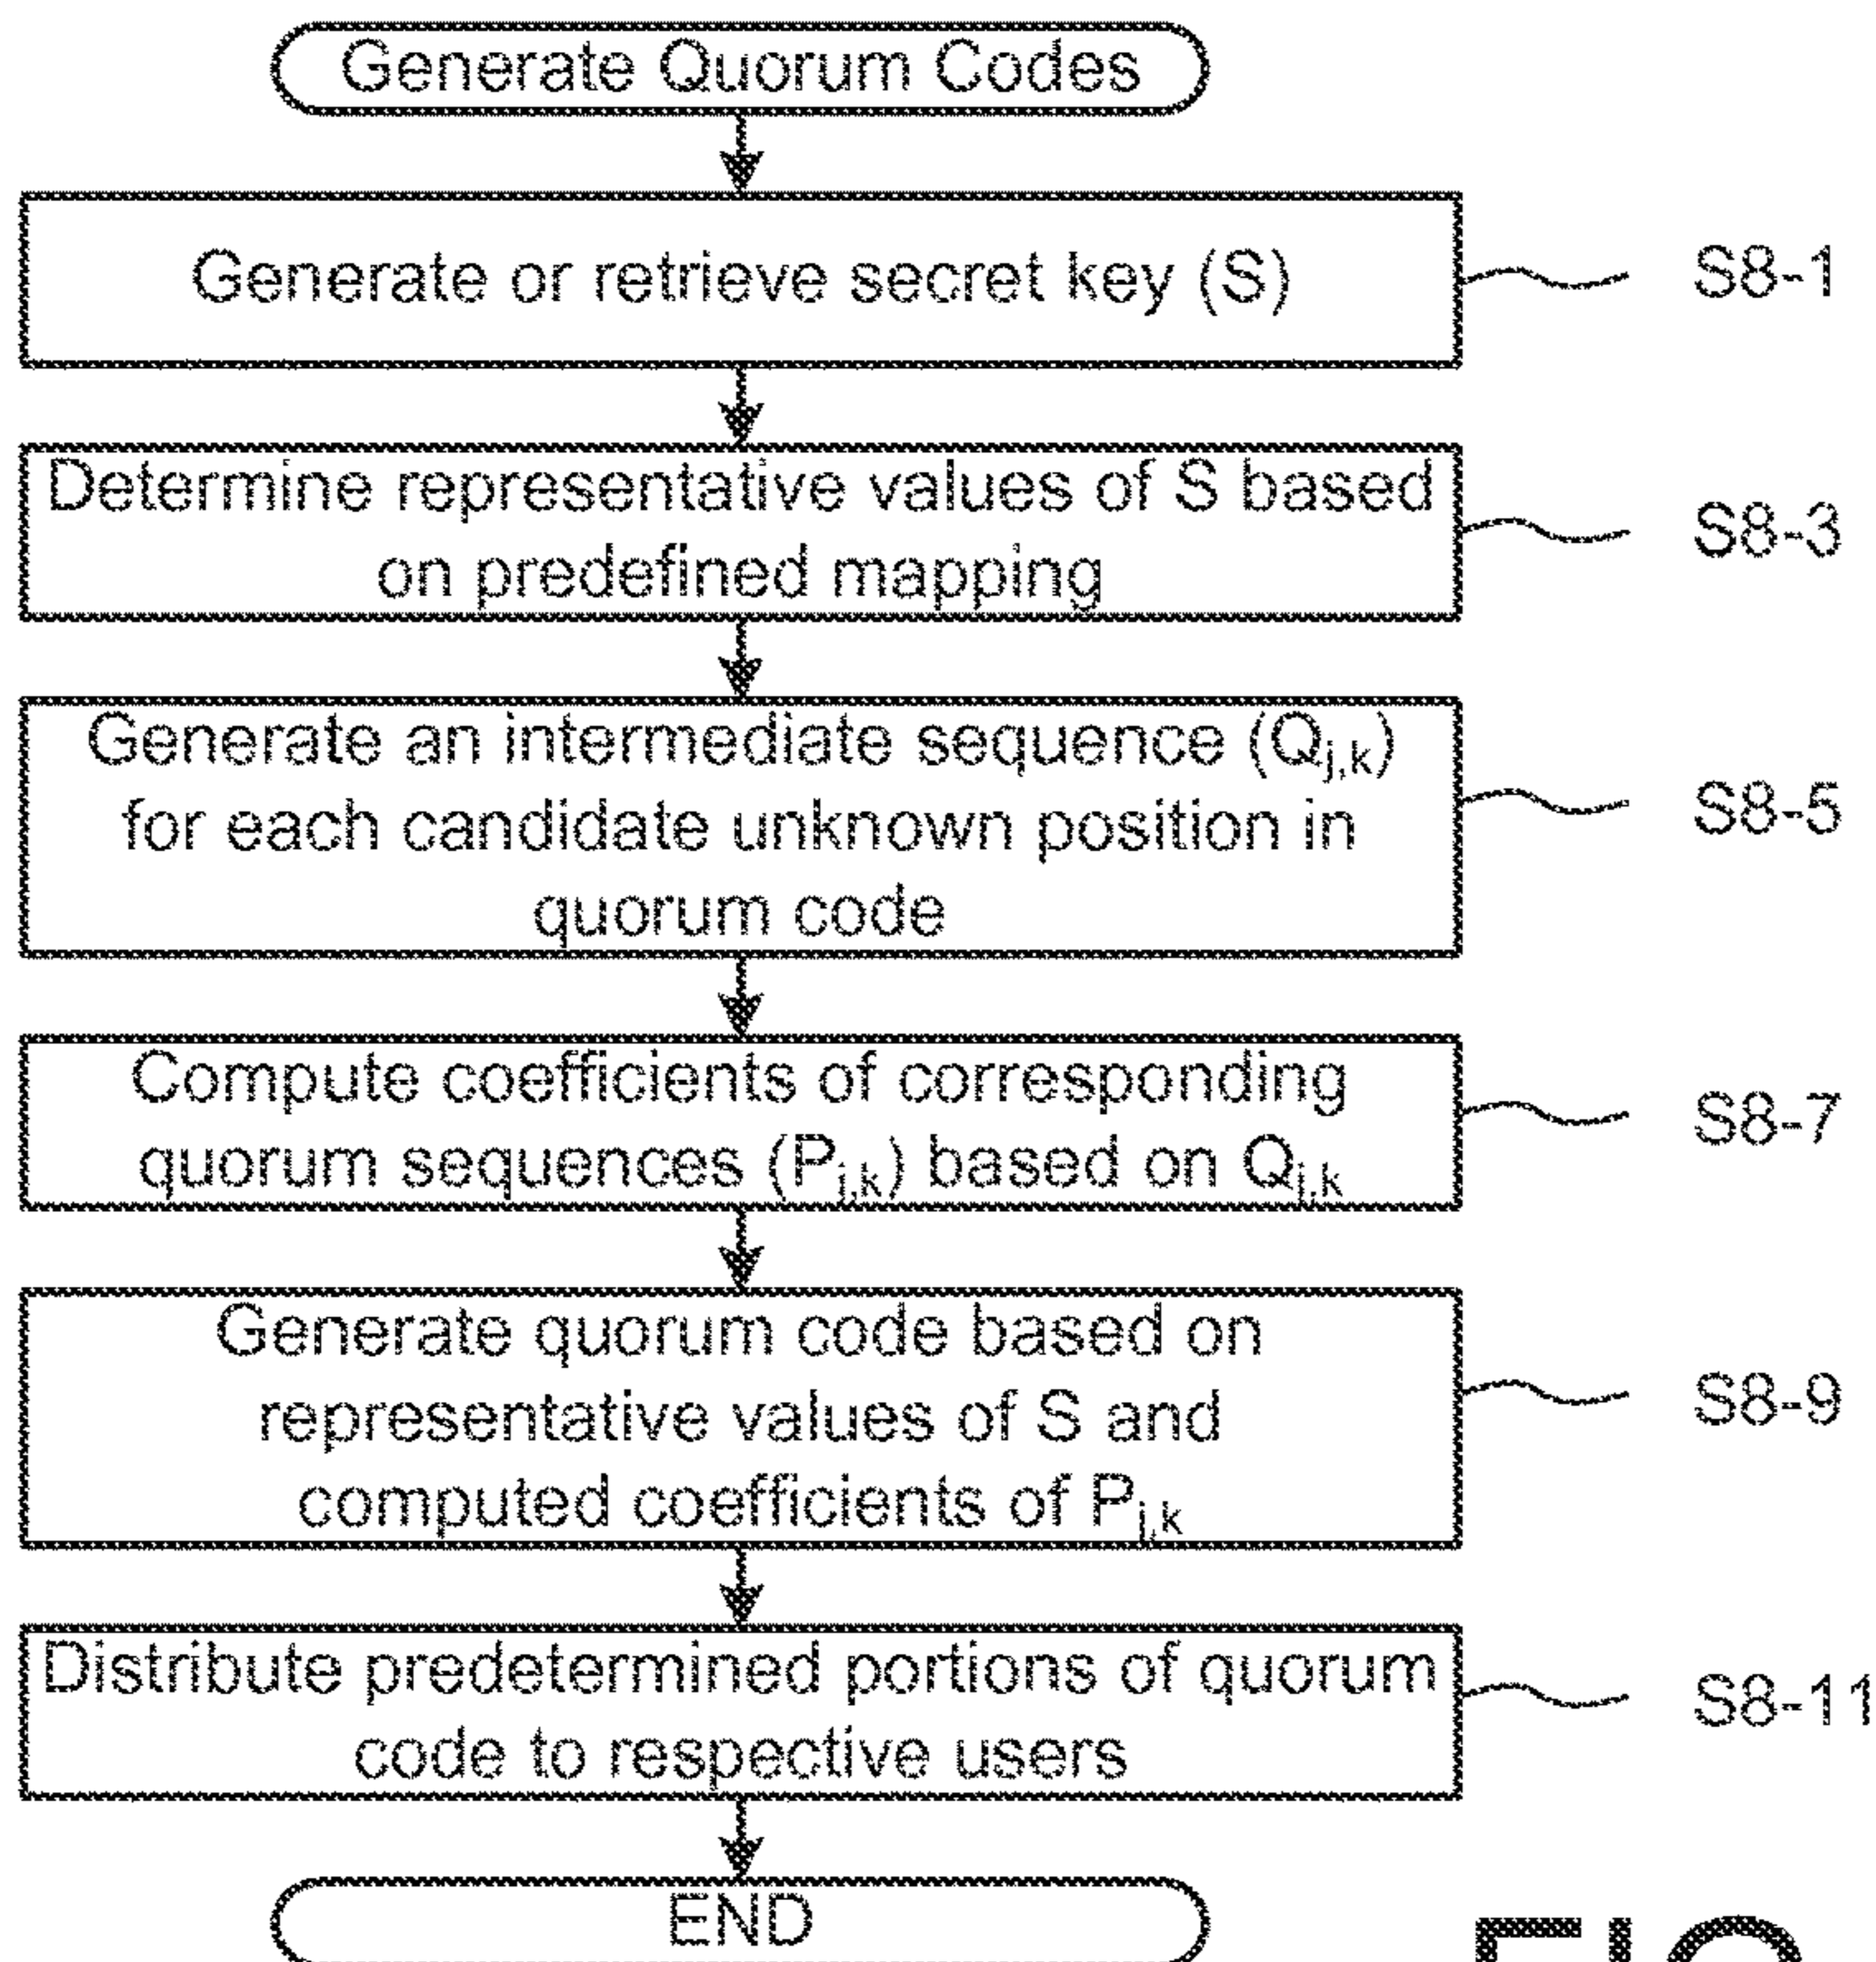 Generate Quorum Codes
Generate or retrieve secret key (S)
S8-1
Determine representative values of S based
on predefined mapping
S8-3
Generate an intermediate sequence (Qj,k)
for each candidate unknown position in
quorum code
S8-5
Compute coefficients of corresponding
quorum sequences (Pj,k) based on Qj,k
S8-7
Generate quorum code based on
representative values of S and
computed coefficients of Pj,k
S8-9
Distribute predetermined portions of quorum
code to respective users
S8-11
END